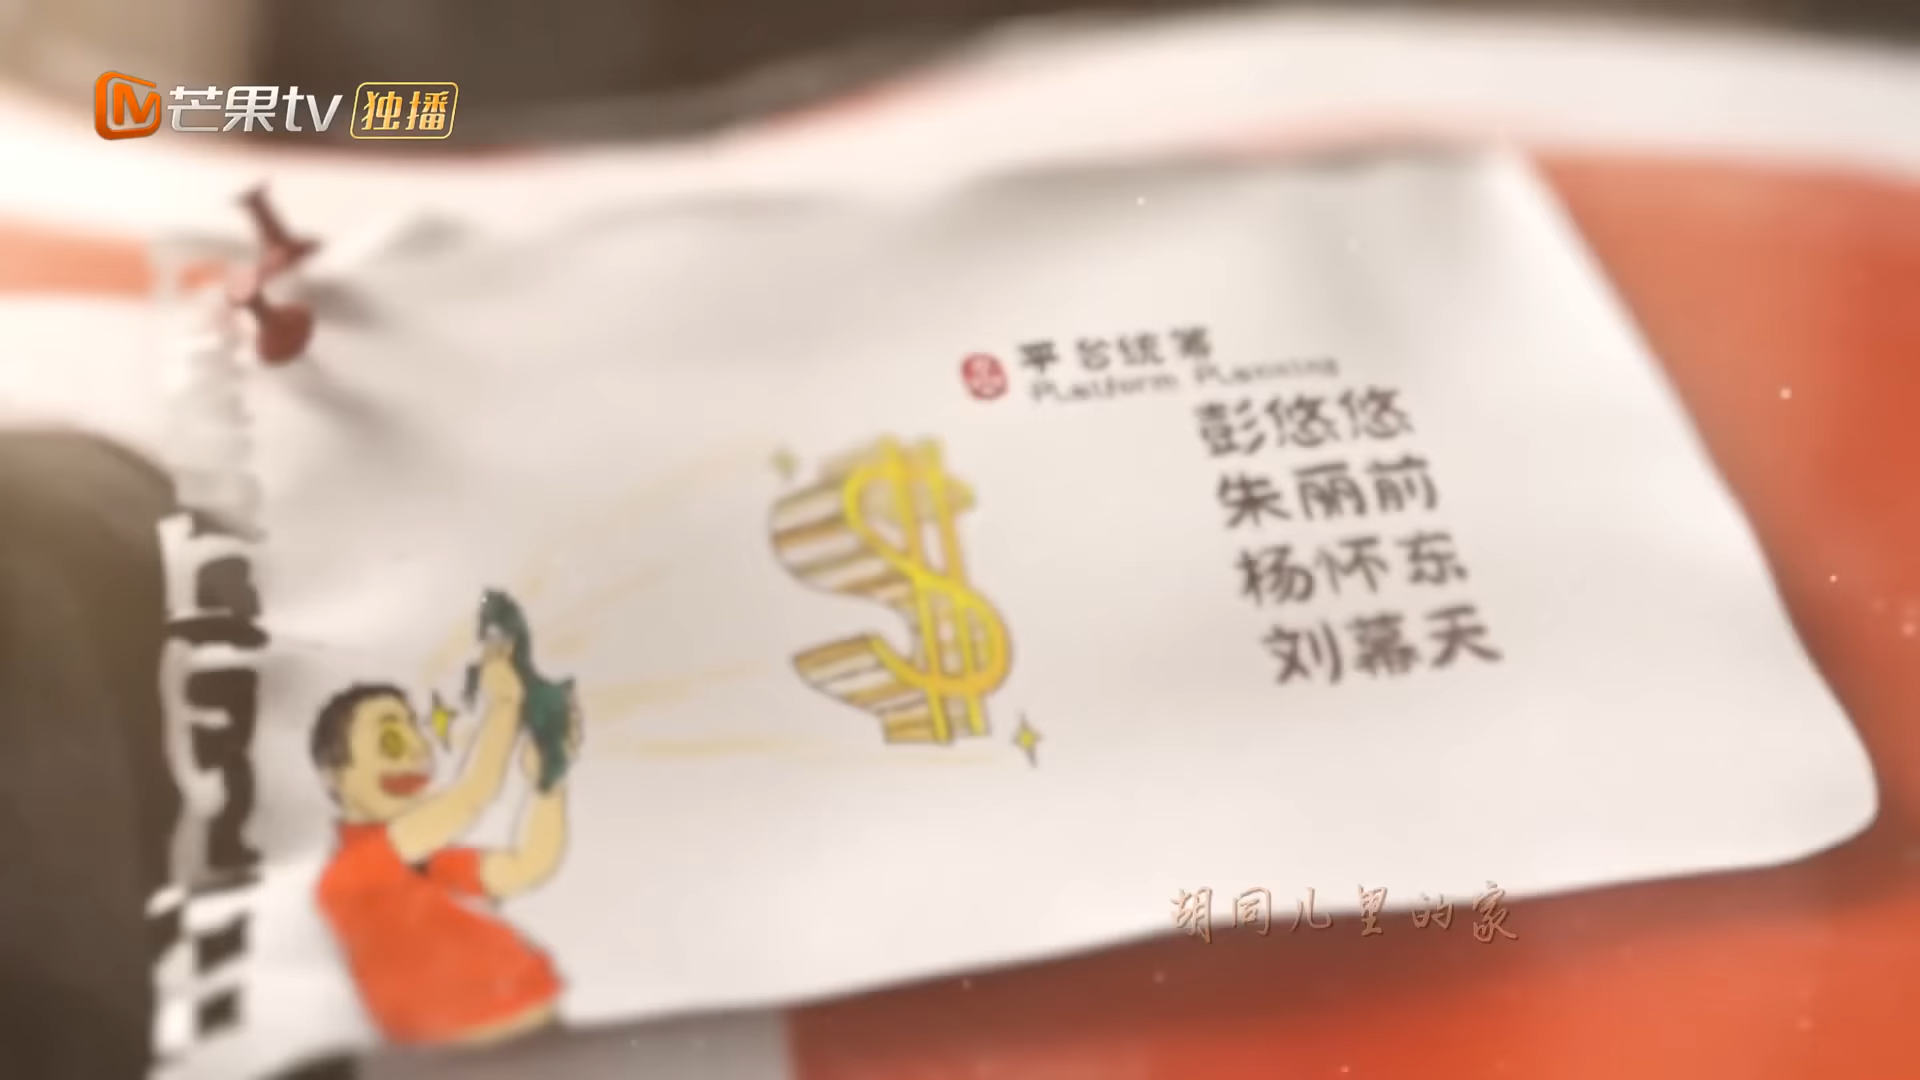 芒果tv 独播
平台统筹
Platform Planning
彭悠悠
朱丽前
杨怀东
刘幕天
胡同儿里的家